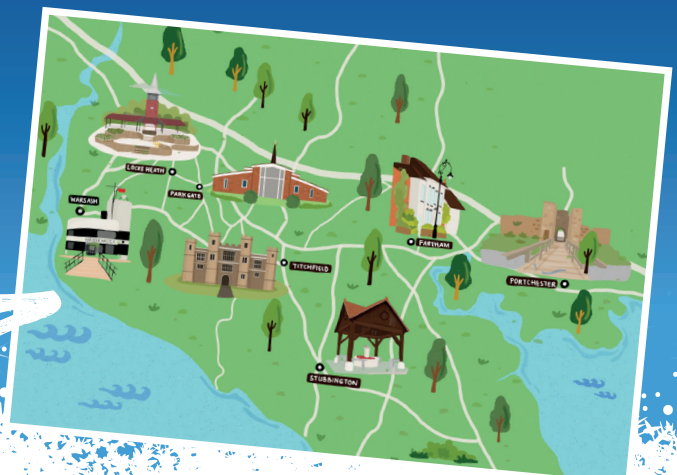 LOCKS HEATH
PARK GATE
WARSASH
FAREHAM
TITCHFIELD
PORTCHESTER
STUBBINGTON